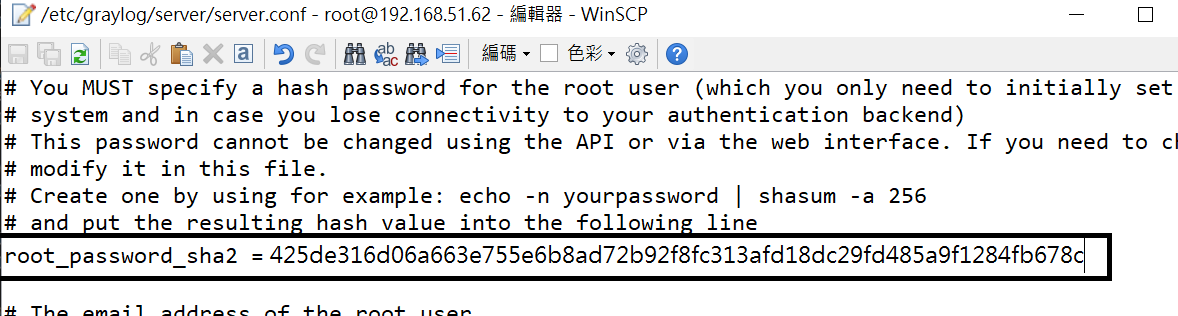 /etc/graylog/server/server.conf - root@192.168.51.62 - 編輯器 - WinSCP
編碼 色彩
# You MUST specify a hash password for the root user (which you only need to initially set
# system and in case you lose connectivity to your authentication backend)
# This password cannot be changed using the API or via the web interface. If you need to ch
# modify it in this file.
# Create one by using for example: echo -n yourpassword | shasum -a 256
# and put the resulting hash value into the following line
root_password_sha2 = 425de316d06a663e755e6b8ad72b92f8fc313afd18dc29fd485a9f1284fb678c
# The email address of the root user